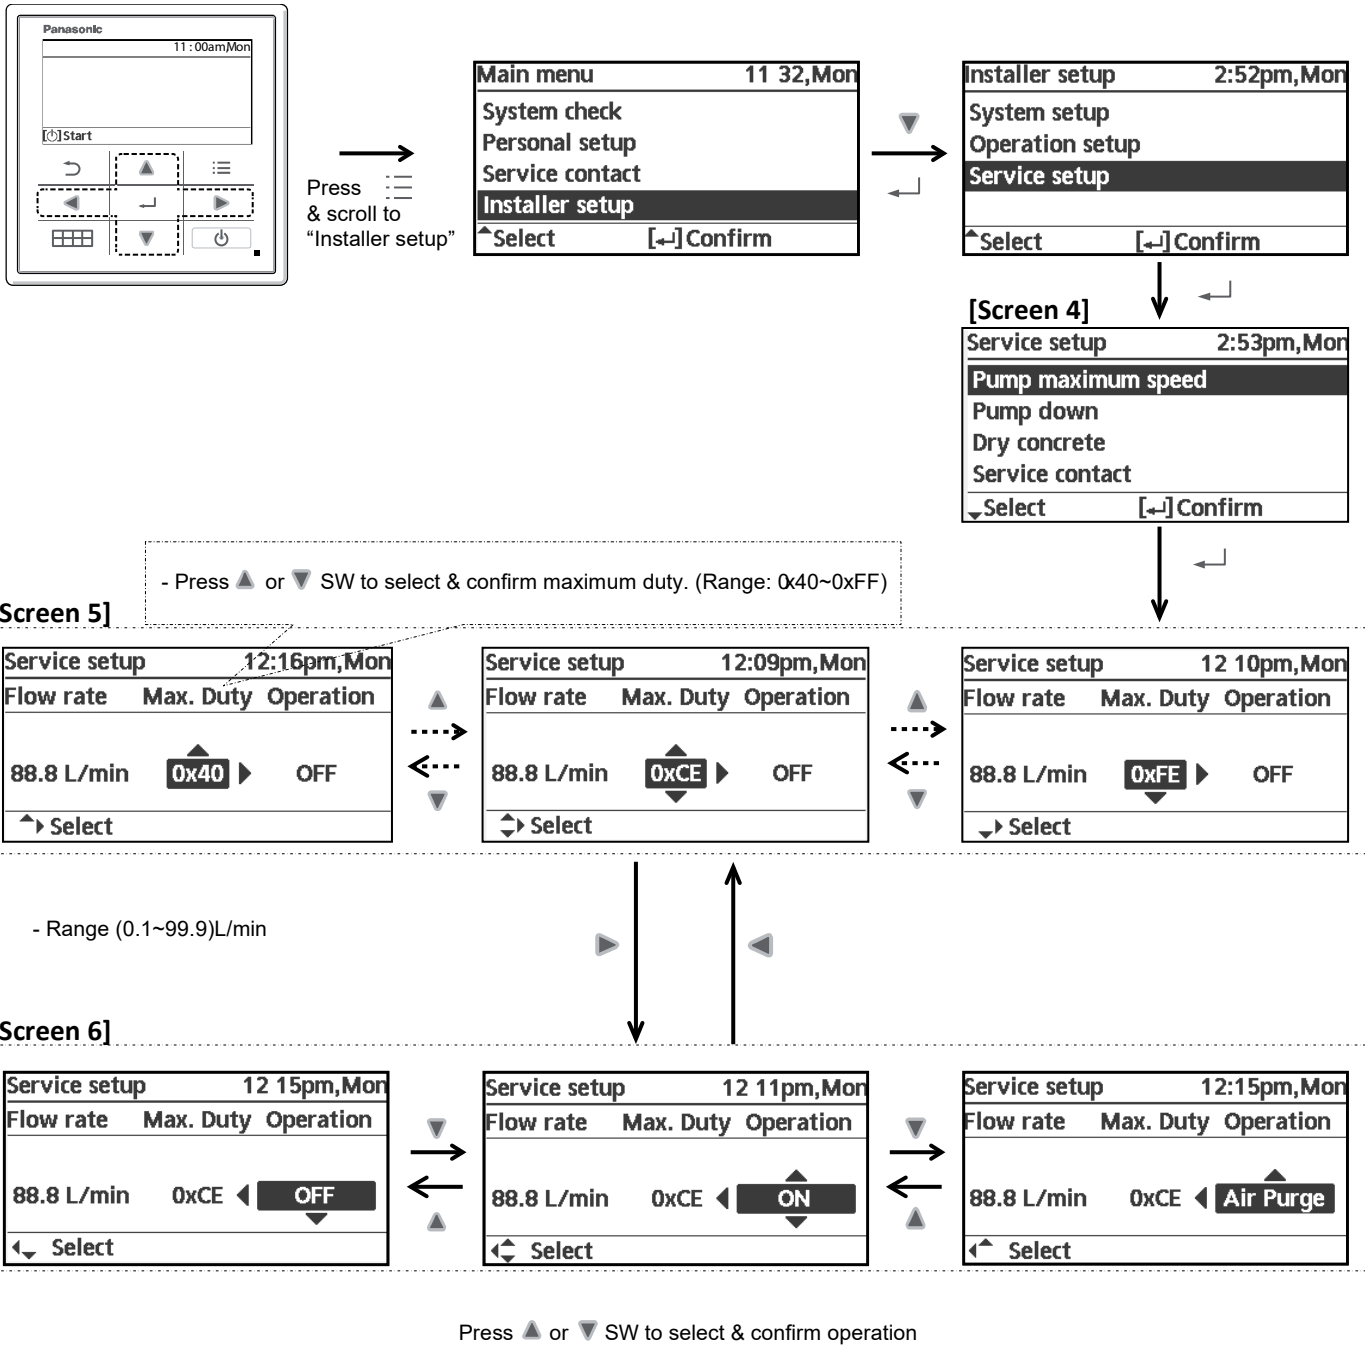 Panasonic
11 : 00am,Mon
[⏻]Start
Press
& scroll to
“Installer setup”
Main menu 11 32,Mon
System check
Personal setup
Service contact
Installer setup
Select [↵]Confirm
Installer setup 2:52pm,Mon
System setup
Operation setup
Service setup
Select [↵]Confirm
[Screen 4]
Service setup 2:53pm,Mon
Pump maximum speed
Pump down
Dry concrete
Service contact
Select [↵]Confirm
- Press ▲ or ▼ SW to select & confirm maximum duty. (Range: 0x40~0xFF)
Screen 5]
Service setup 12:16pm,Mon
Flow rate Max. Duty Operation
88.8 L/min 0x40 OFF
Select
Service setup 12:09pm,Mon
Flow rate Max. Duty Operation
88.8 L/min 0xCE OFF
Select
Service setup 12 10pm,Mon
Flow rate Max. Duty Operation
88.8 L/min 0xFE OFF
Select
- Range (0.1~99.9)L/min
Screen 6]
Service setup 12 15pm,Mon
Flow rate Max. Duty Operation
88.8 L/min 0xCE OFF
Select
Service setup 12 11pm,Mon
Flow rate Max. Duty Operation
88.8 L/min 0xCE ON
Select
Service setup 12:15pm,Mon
Flow rate Max. Duty Operation
88.8 L/min 0xCE Air Purge
Select
Press ▲ or ▼ SW to select & confirm operation